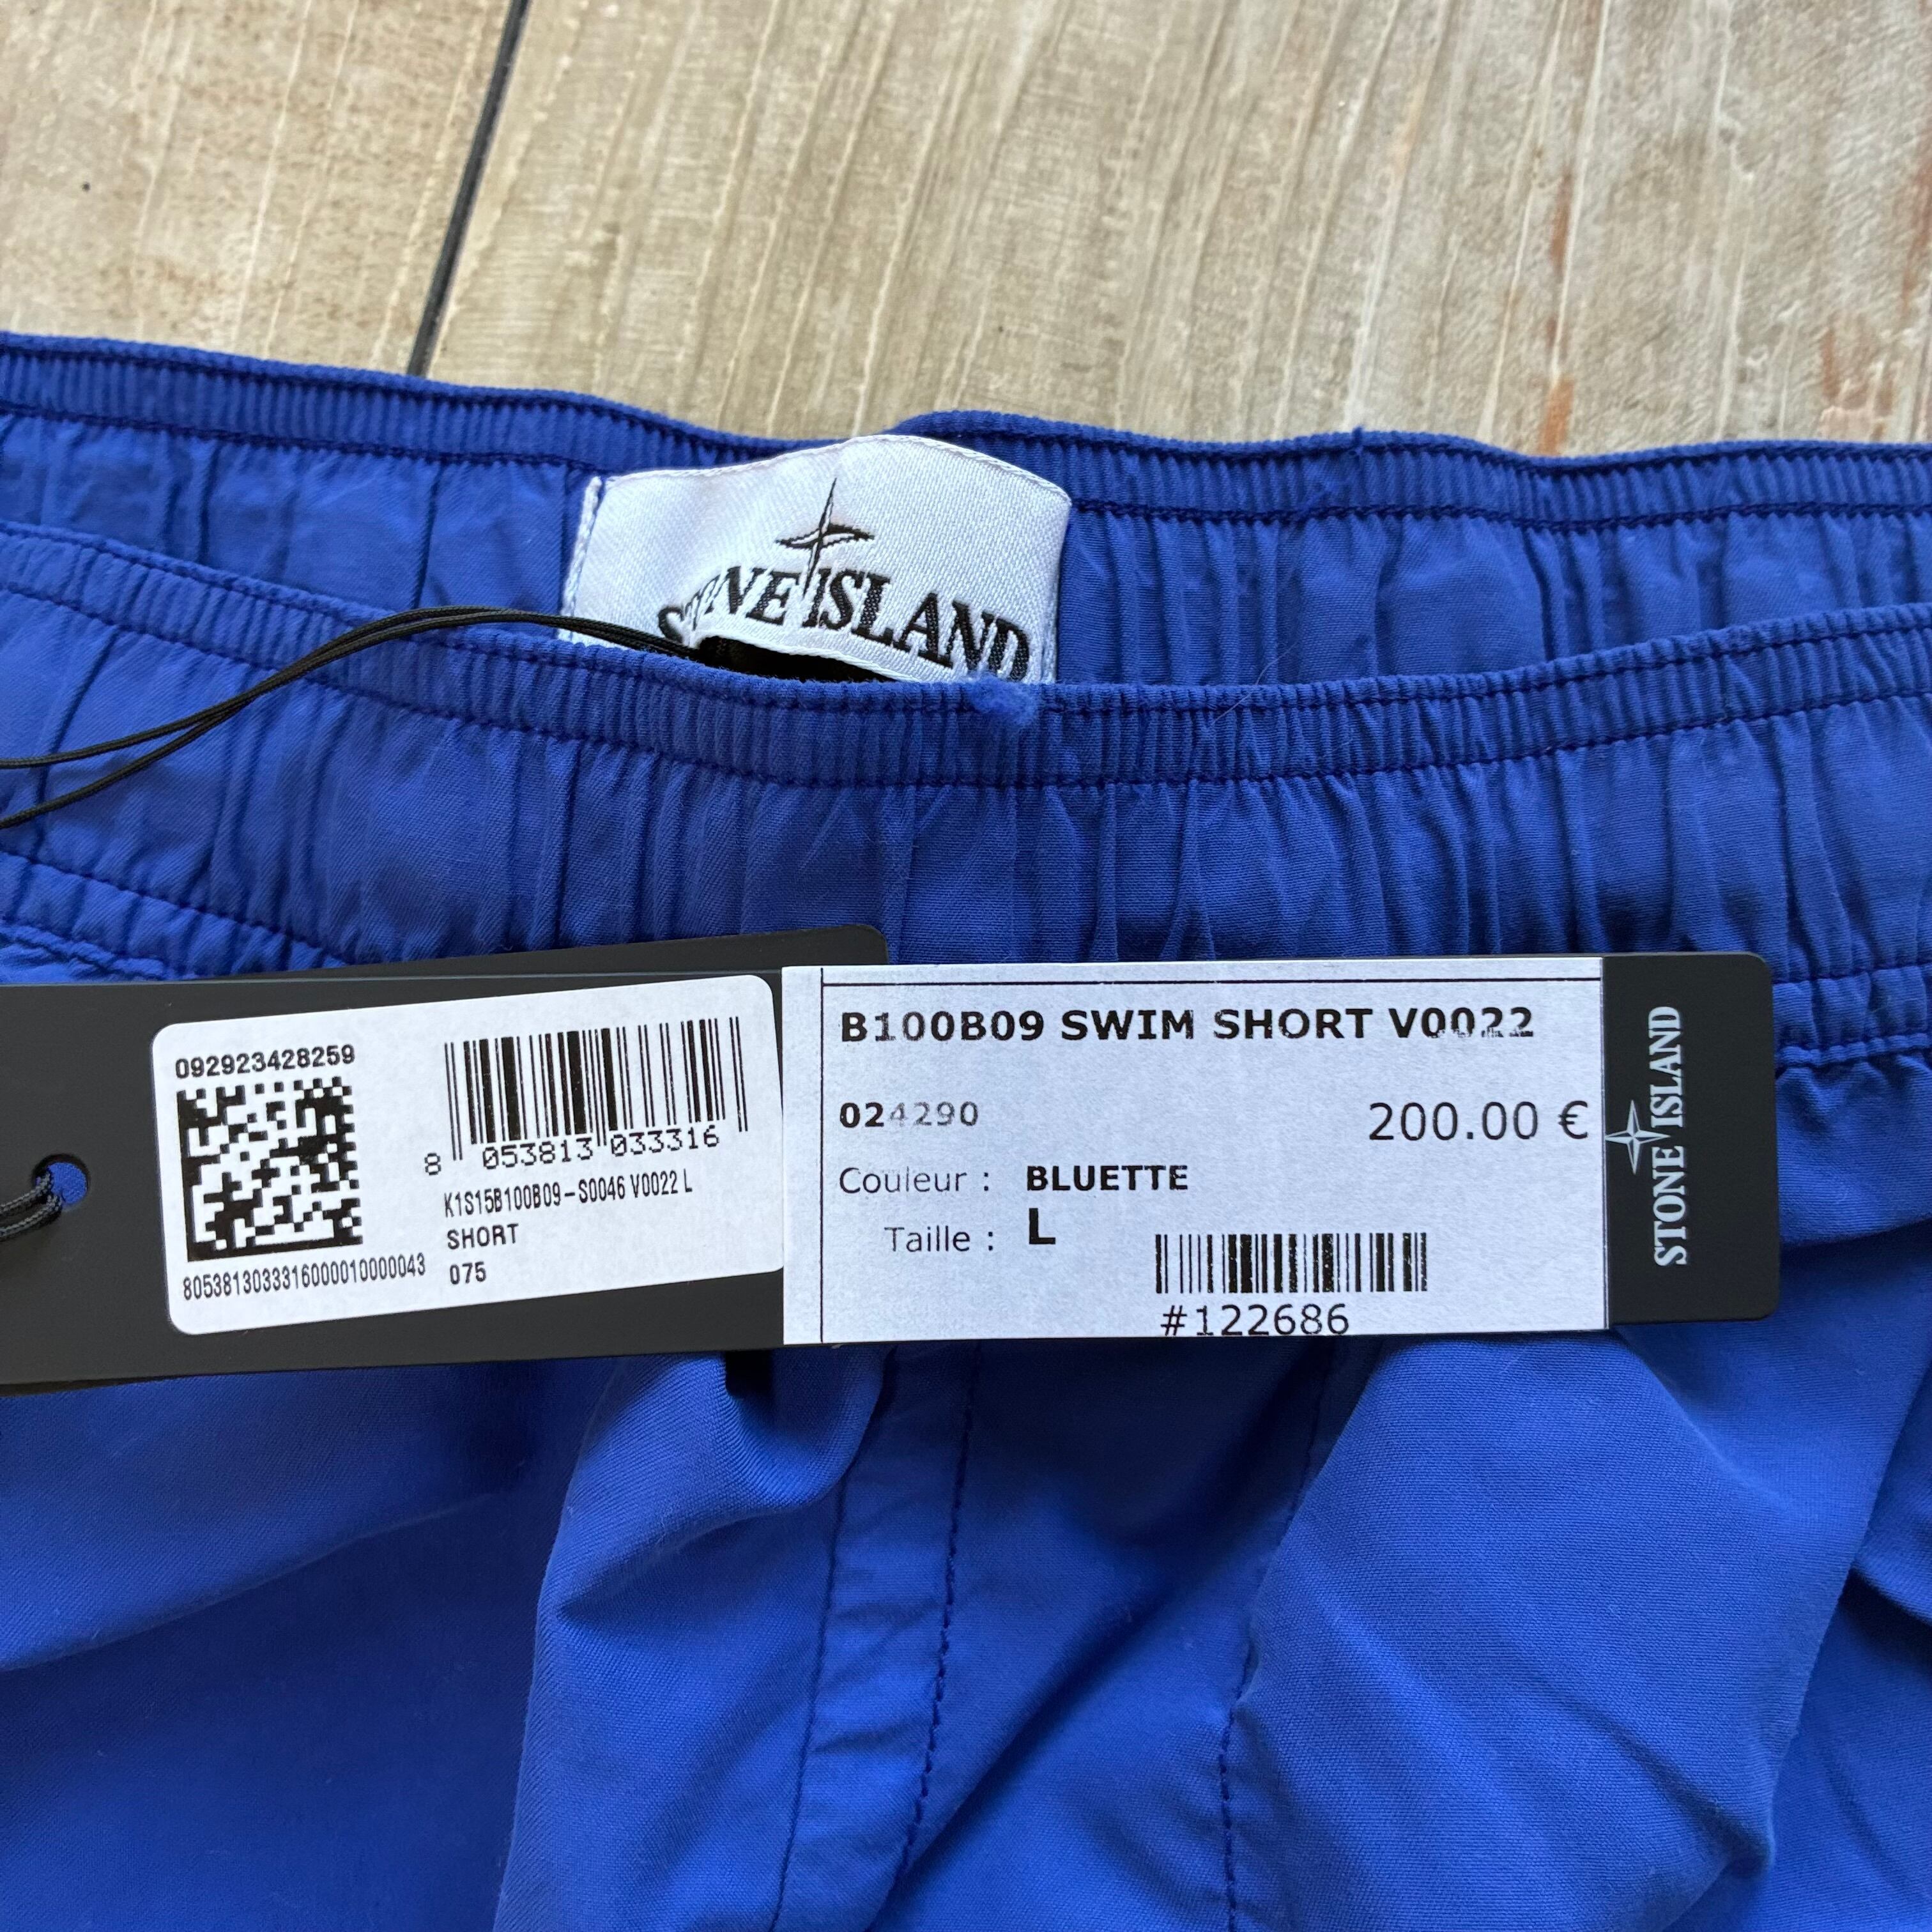 STONE ISLAND
092923428259
8 053813 033316
K1S15B100B09-S0046 V0022 L
SHORT
075
8053813033316000010000043
B100B09 SWIM SHORT V0022
024290
200.00 €
Couleur : BLUETTE
Taille : L
#122686
STONE ISLAND